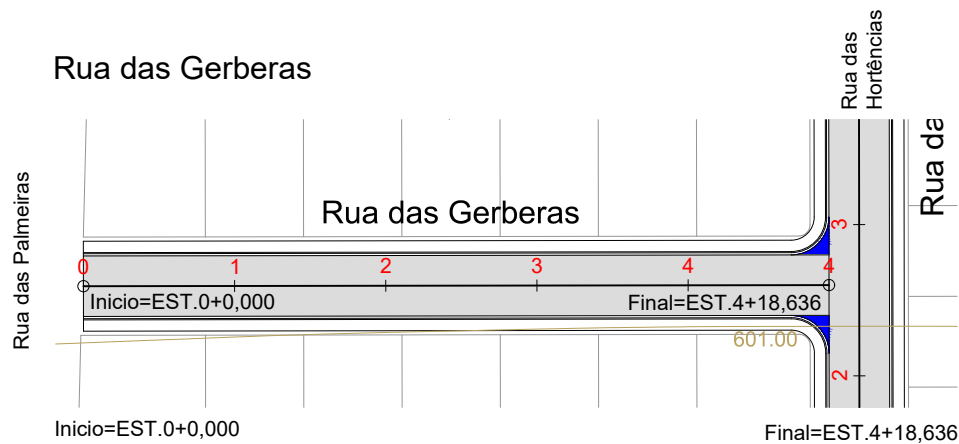 Rua das Gerberas
Rua das
Hortências
Rua da
Rua das Palmeiras
Rua das Gerberas
3
0 1 2 3 4 4
Inicio=EST.0+0,000
Final=EST.4+18,636
601.00
2
Inicio=EST.0+0,000
Final=EST.4+18,636